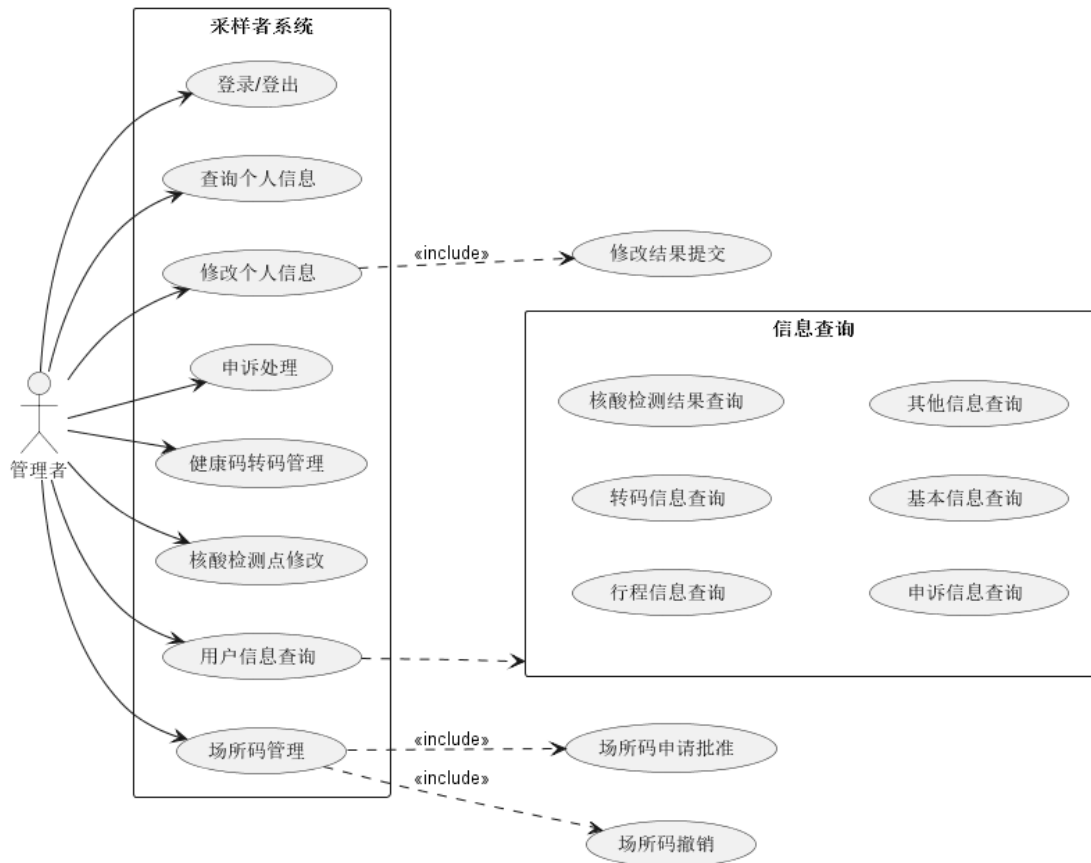 采样者系统
登录/登出
查询个人信息
修改个人信息
«include»
修改结果提交
信息查询
申诉处理
核酸检测结果查询
其他信息查询
管理者
健康码转码管理
转码信息查询
基本信息查询
核酸检测点修改
行程信息查询
申诉信息查询
用户信息查询
场所码管理
«include»
场所码申请批准
«include»
场所码撤销